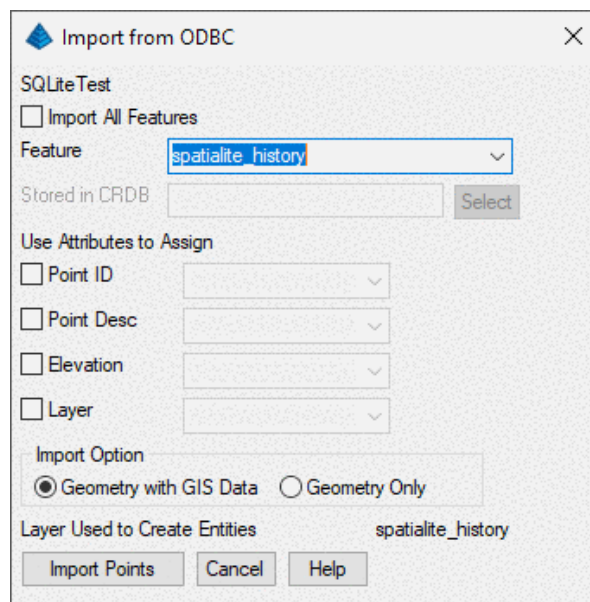 Import from ODBC
SQLiteTest
Import All Features
Feature spatialite_history
Stored in CRDB Select
Use Attributes to Assign
Point ID
Point Desc
Elevation
Layer
Import Option
Geometry with GIS Data Geometry Only
Layer Used to Create Entities spatialite_history
Import Points Cancel Help